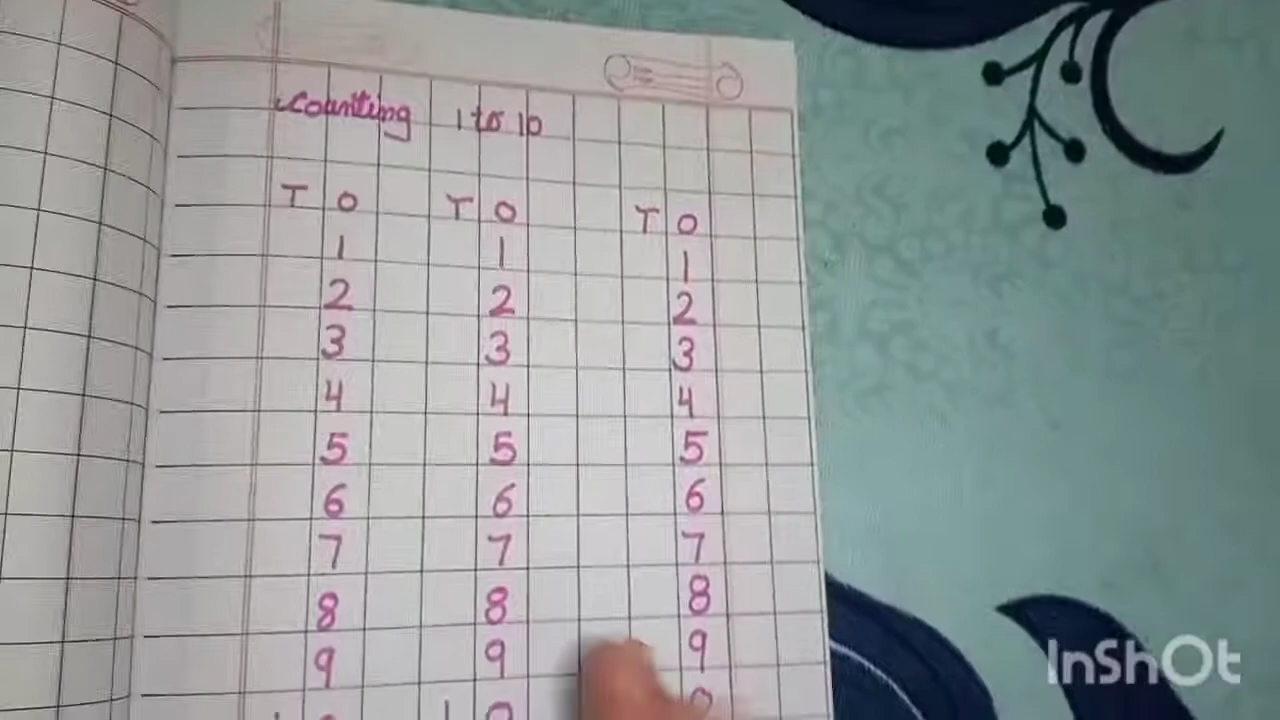 Counting 1 to 10
T O T O T O
1 1 1
2 2 2
3 3 3
4 4 4
5 5 5
6 6 6
7 7 7
8 8 8
9 9 9
10
InShOt